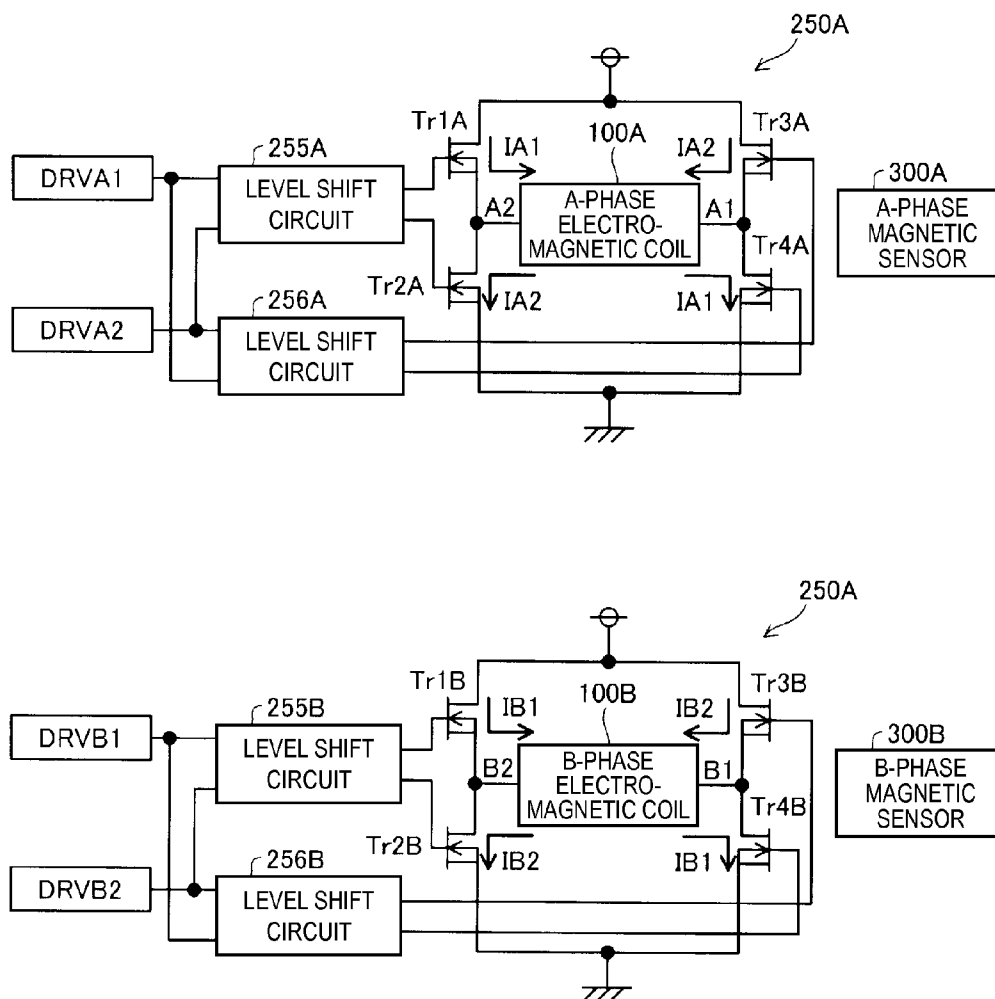 250A
Tr1A
100A
Tr3A
255A
IA1
IA2
300A
DRVA1
LEVEL SHIFT
CIRCUIT
A2
A-PHASE
ELECTRO-
MAGNETIC COIL
A1
A-PHASE
MAGNETIC
SENSOR
Tr4A
Tr2A
256A
IA2
IA1
DRVA2
LEVEL SHIFT
CIRCUIT
250A
Tr1B
100B
Tr3B
255B
IB1
IB2
300B
DRVB1
LEVEL SHIFT
CIRCUIT
B2
B-PHASE
ELECTRO-
MAGNETIC COIL
B1
B-PHASE
MAGNETIC
SENSOR
Tr4B
Tr2B
256B
IB2
IB1
DRVB2
LEVEL SHIFT
CIRCUIT